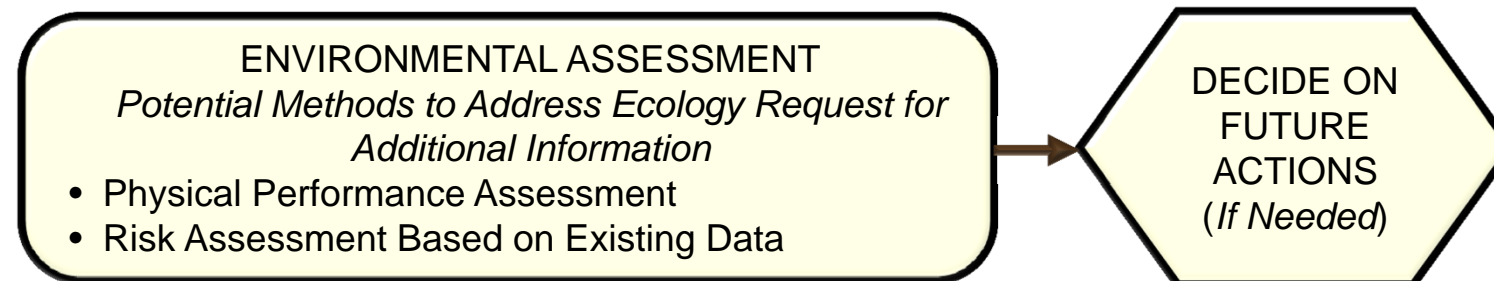 ENVIRONMENTAL ASSESSMENT
Potential Methods to Address Ecology Request for
Additional Information
• Physical Performance Assessment
• Risk Assessment Based on Existing Data
DECIDE ON
FUTURE
ACTIONS
(If Needed)